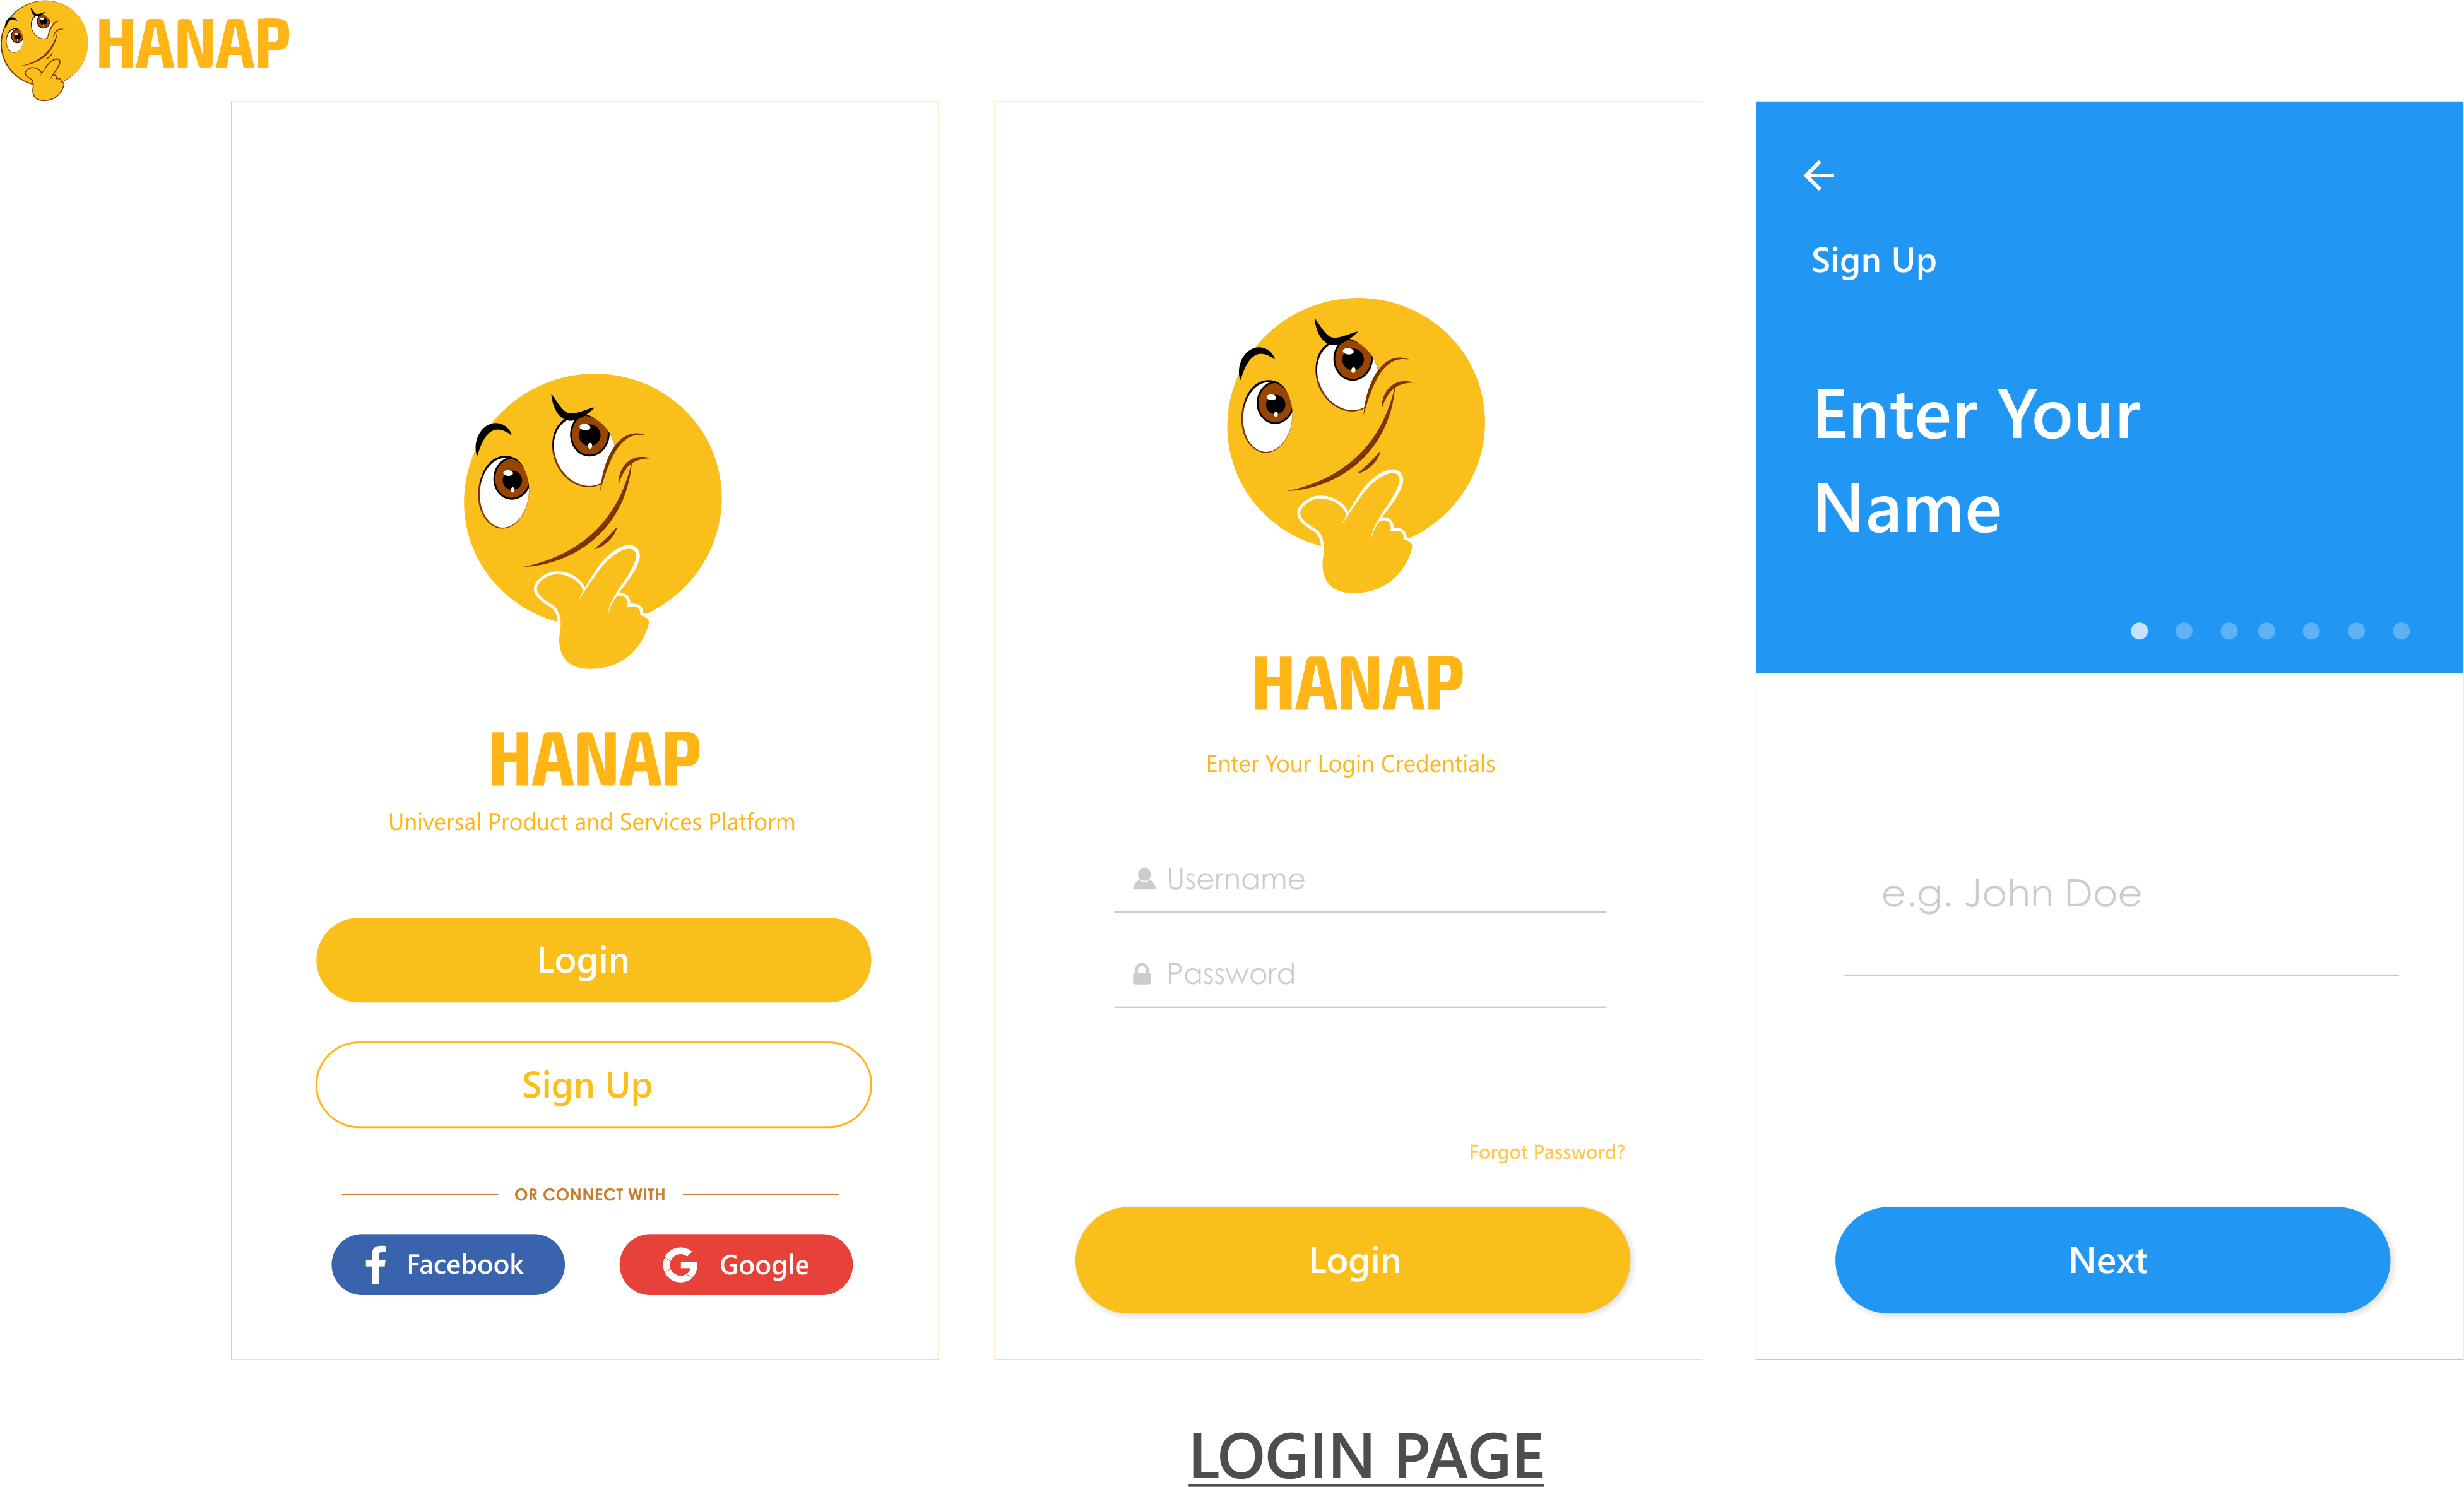 HANAP
HANAP
Universal Product and Services Platform
Login
Sign Up
OR CONNECT WITH
Facebook
Google
HANAP
Enter Your Login Credentials
Username
Password
Forgot Password?
Login
Sign Up
Enter Your
Name
e.g. John Doe
Next
LOGIN PAGE